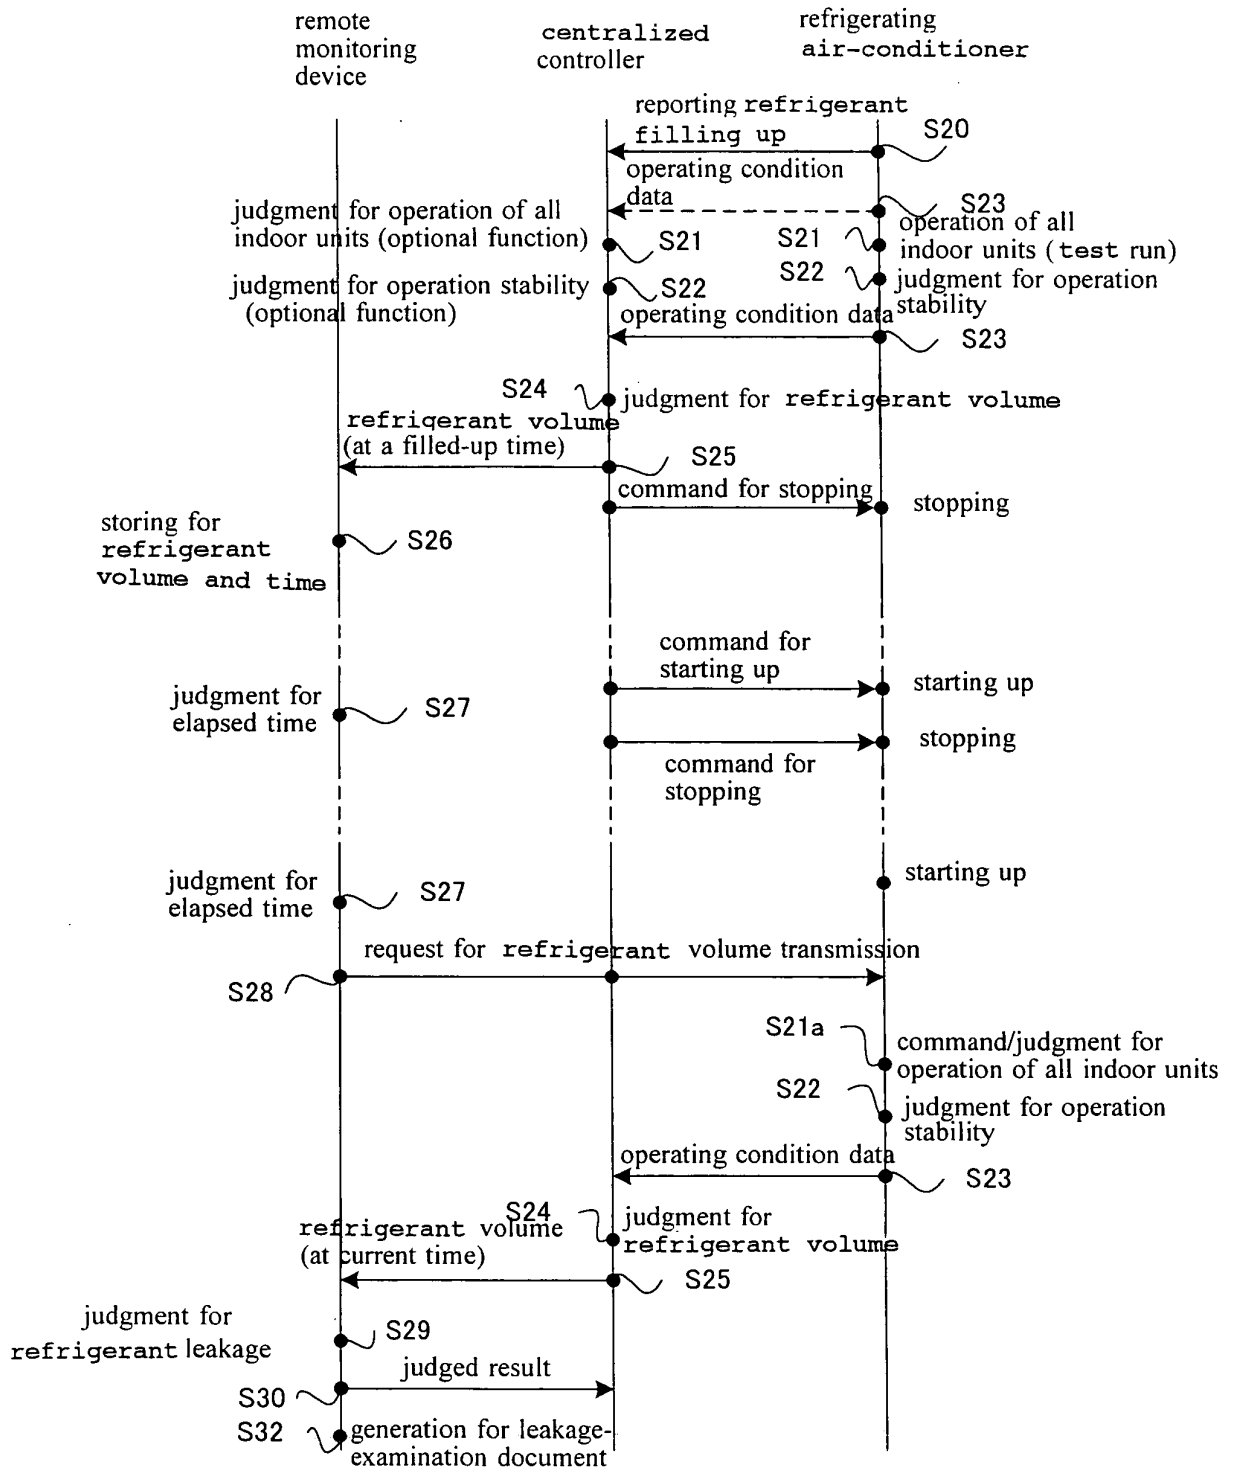 remote
monitoring
device
centralized
controller
refrigerating
air-conditioner
reporting refrigerant
filling up
S20
operating condition
data
S23
judgment for operation of all
indoor units (optional function)
S21
S21
operation of all
indoor units (test run)
judgment for operation stability
(optional function)
S22
S22
judgment for operation
stability
operating condition data
S23
S24
judgment for refrigerant volume
refrigerant volume
(at a filled-up time)
S25
command for stopping
stopping
storing for
refrigerant
volume and time
S26
command for
starting up
starting up
judgment for
elapsed time
S27
stopping
command for
stopping
starting up
judgment for
elapsed time
S27
request for refrigerant volume transmission
S28
S21a
command/judgment for
operation of all indoor units
S22
judgment for operation
stability
operating condition data
S23
S24
judgment for
refrigerant volume
refrigerant volume
(at current time)
S25
judgment for
refrigerant leakage
S29
judged result
S30
S32
generation for leakage-
examination document